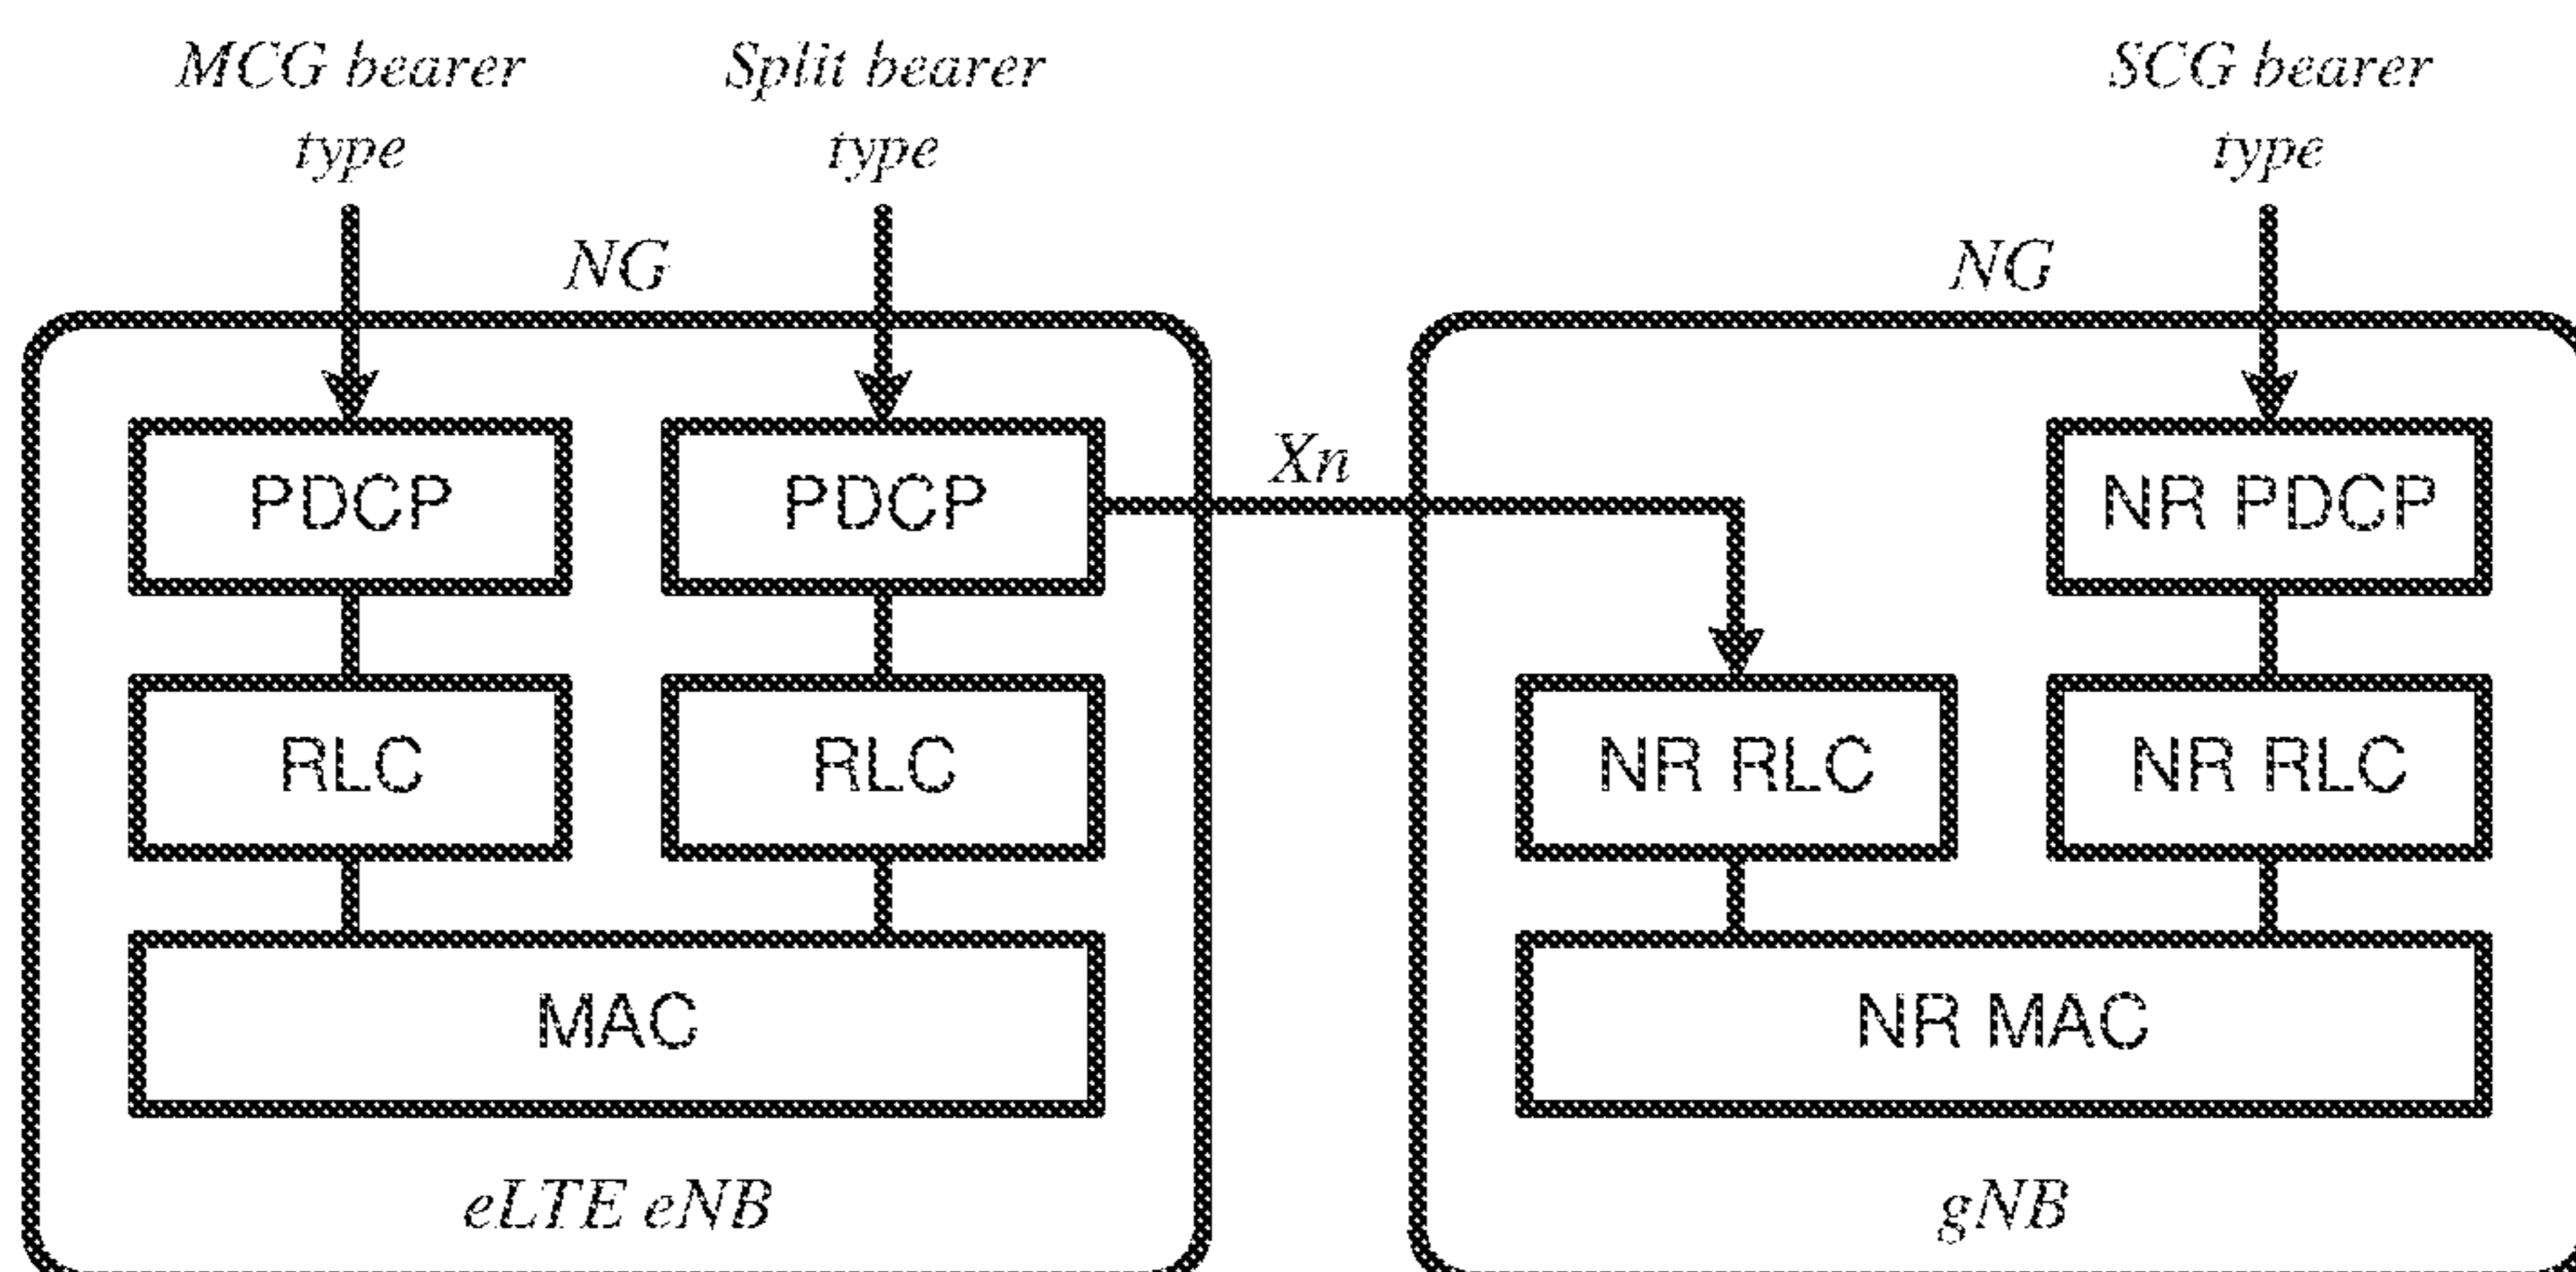 MCG bearer
type
Split bearer
type
SCG bearer
type
NG
NG
Xn
PDCP
PDCP
NR PDCP
RLC
RLC
NR RLC
NR RLC
MAC
NR MAC
eLTE eNB
gNB